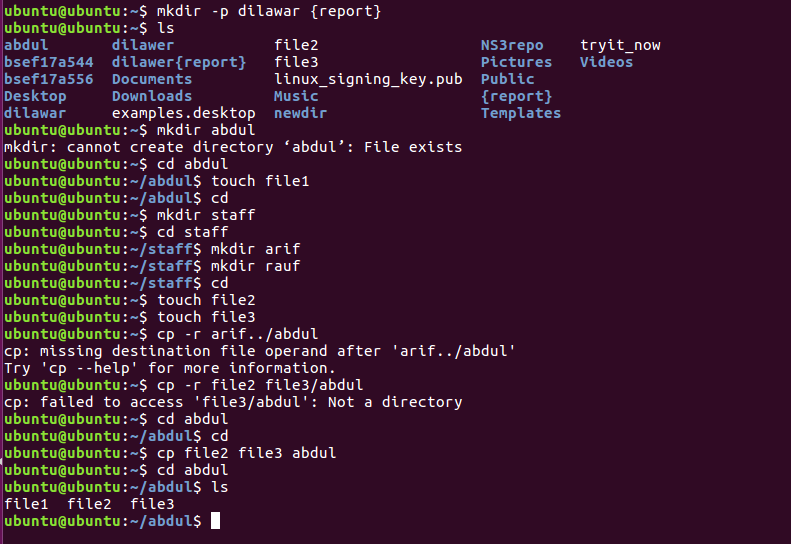 ubuntu@ubuntu:~$ mkdir -p dilawar {report}
ubuntu@ubuntu:~$ ls
abdul dilawer file2 NS3repo tryit_now
bsef17a544 dilawer{report} file3 Pictures Videos
bsef17a556 Documents linux_signing_key.pub Public
Desktop Downloads Music {report}
dilawar examples.desktop newdir Templates
ubuntu@ubuntu:~$ mkdir abdul
mkdir: cannot create directory ‘abdul’: File exists
ubuntu@ubuntu:~$ cd abdul
ubuntu@ubuntu:~/abdul$ touch file1
ubuntu@ubuntu:~/abdul$ cd
ubuntu@ubuntu:~$ mkdir staff
ubuntu@ubuntu:~$ cd staff
ubuntu@ubuntu:~/staff$ mkdir arif
ubuntu@ubuntu:~/staff$ mkdir rauf
ubuntu@ubuntu:~/staff$ cd
ubuntu@ubuntu:~$ touch file2
ubuntu@ubuntu:~$ touch file3
ubuntu@ubuntu:~$ cp -r arif../abdul
cp: missing destination file operand after 'arif../abdul'
Try 'cp --help' for more information.
ubuntu@ubuntu:~$ cp -r file2 file3/abdul
cp: failed to access 'file3/abdul': Not a directory
ubuntu@ubuntu:~$ cd abdul
ubuntu@ubuntu:~/abdul$ cd
ubuntu@ubuntu:~$ cp file2 file3 abdul
ubuntu@ubuntu:~$ cd abdul
ubuntu@ubuntu:~/abdul$ ls
file1 file2 file3
ubuntu@ubuntu:~/abdul$